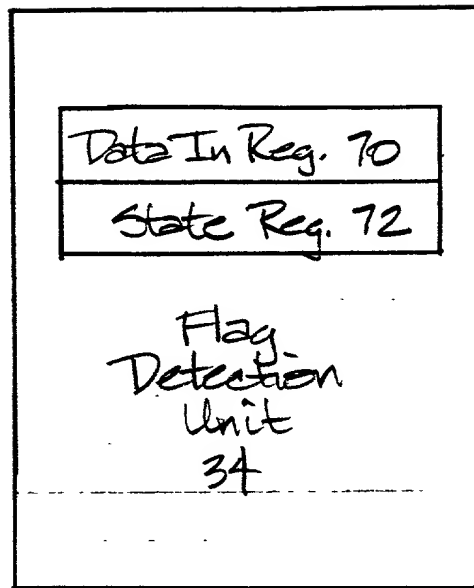 Data In Reg. 70
State Reg. 72
Flag
Detection
Unit
34